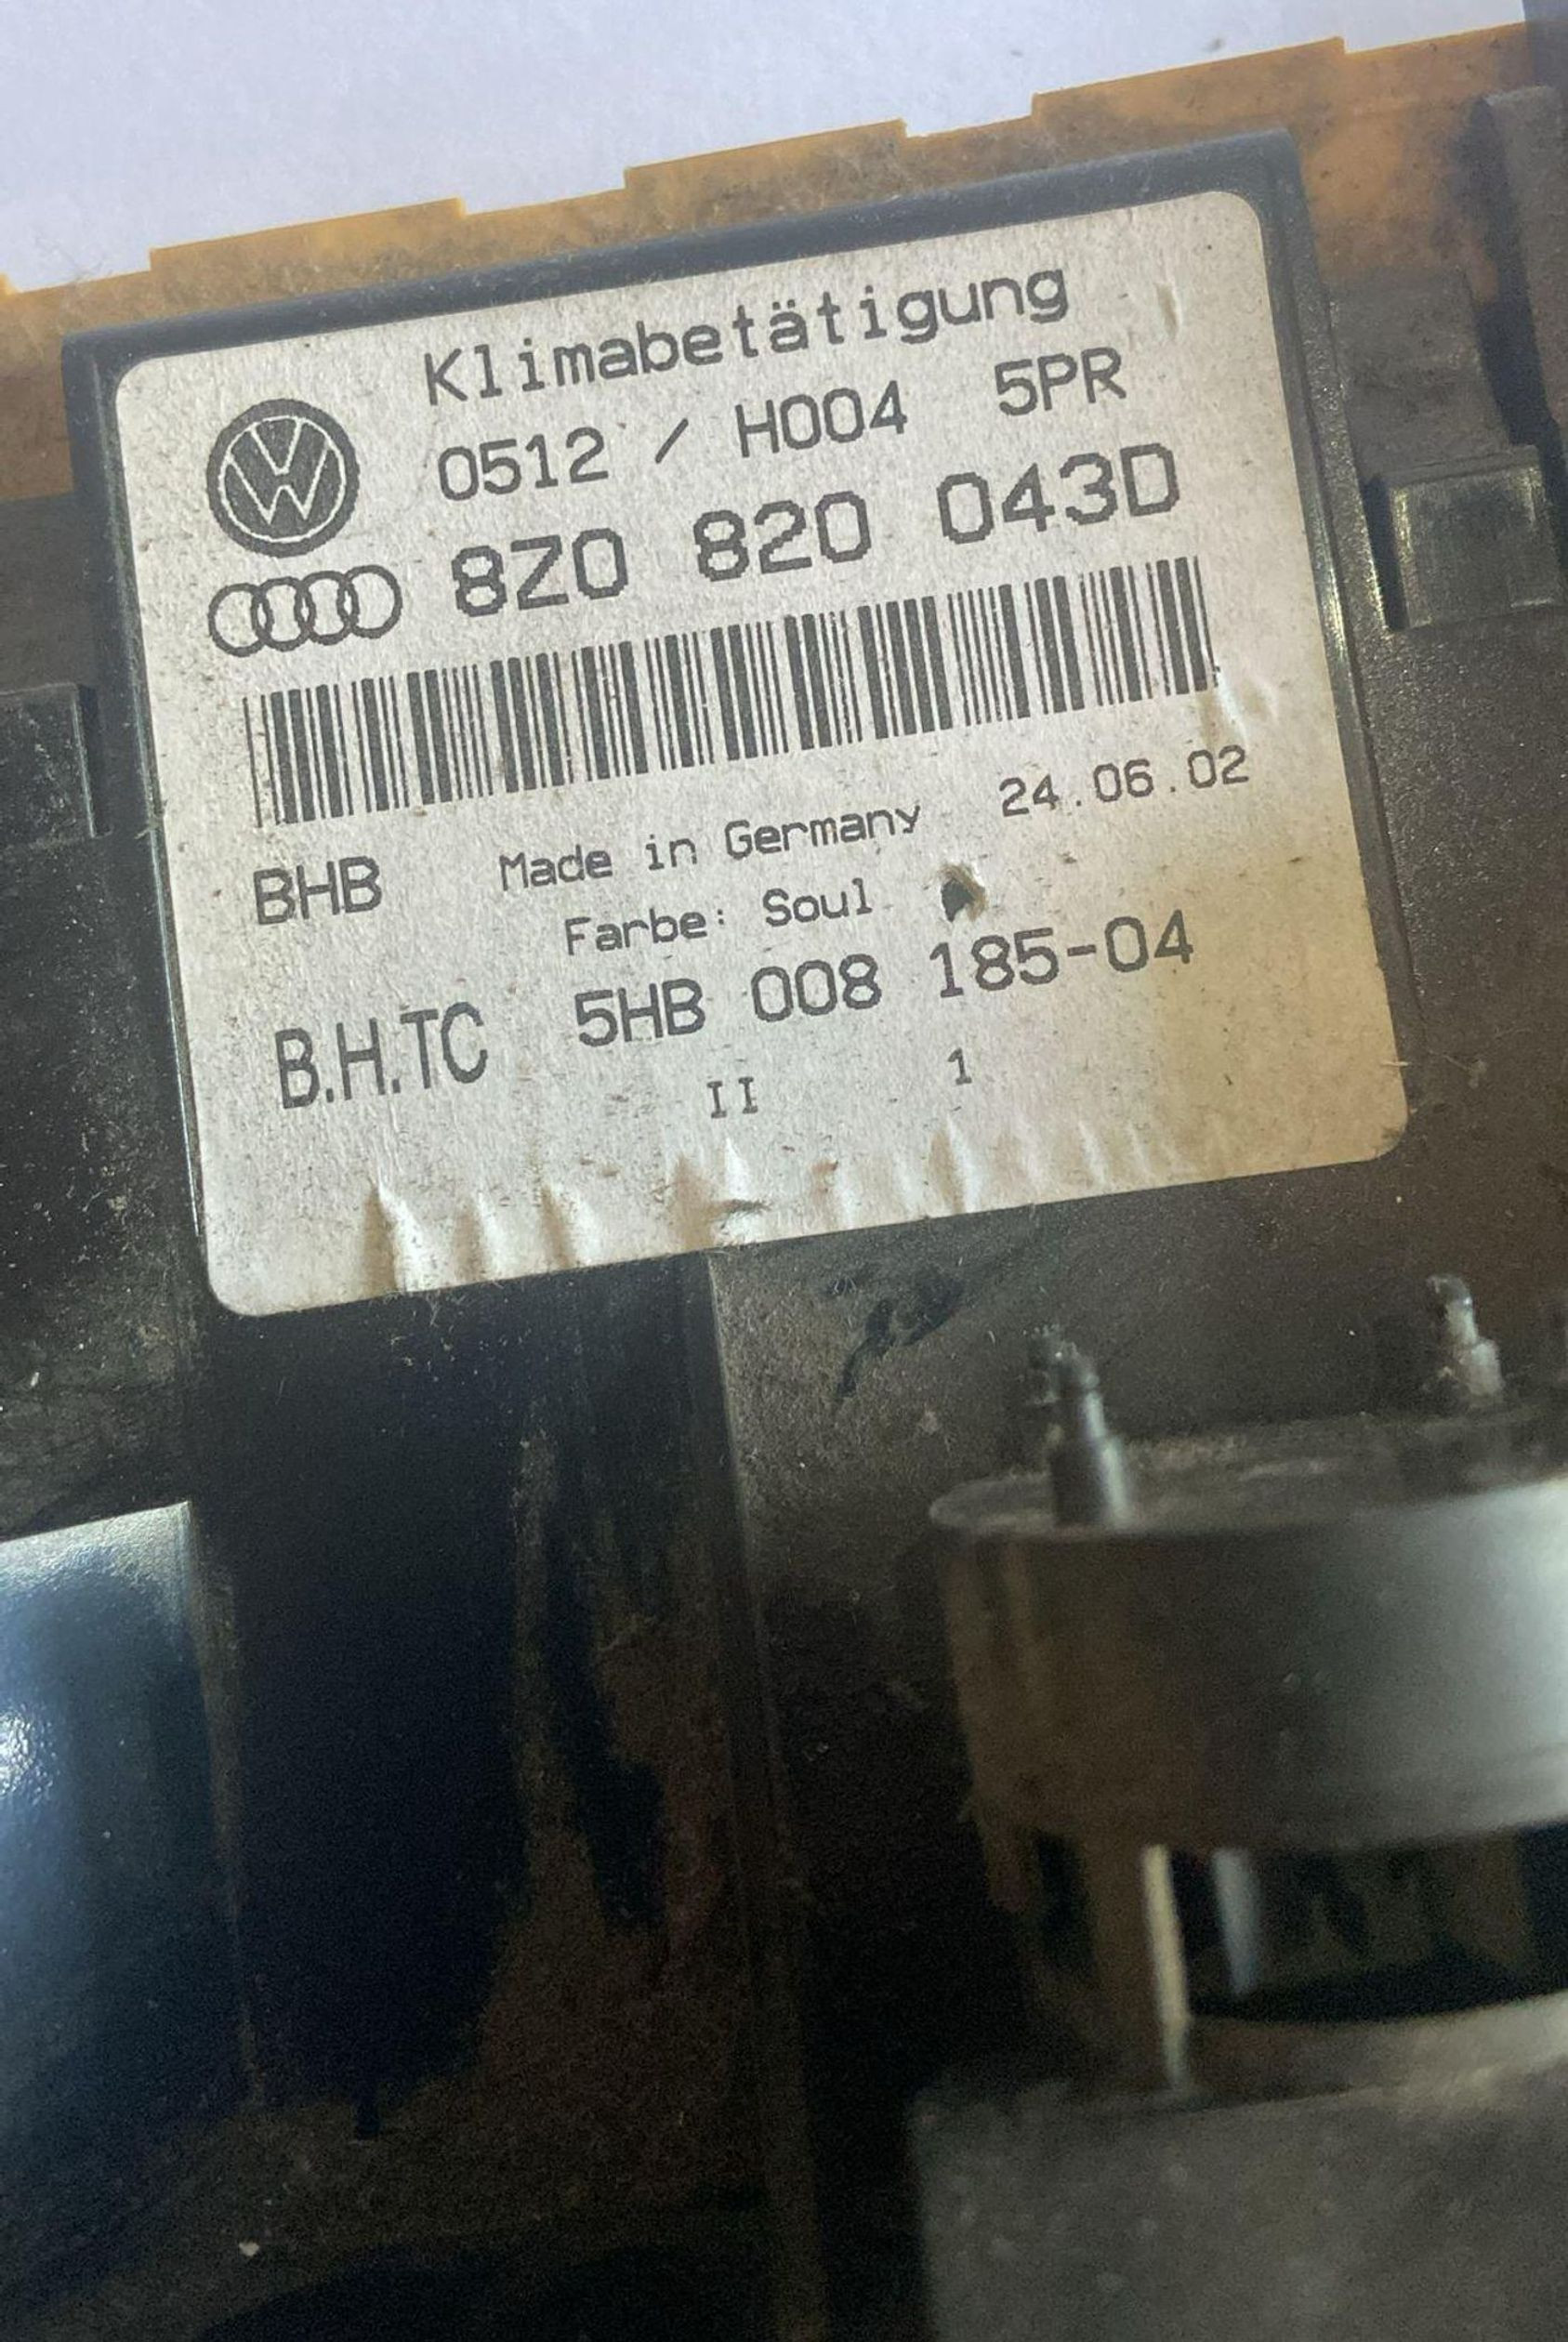 Klimabetätigung
0512 / H004 5PR
8Z0 820 043D
BHB Made in Germany 24.06.02
Farbe: Soul
B.H.TC 5HB 008 185-04
II 1